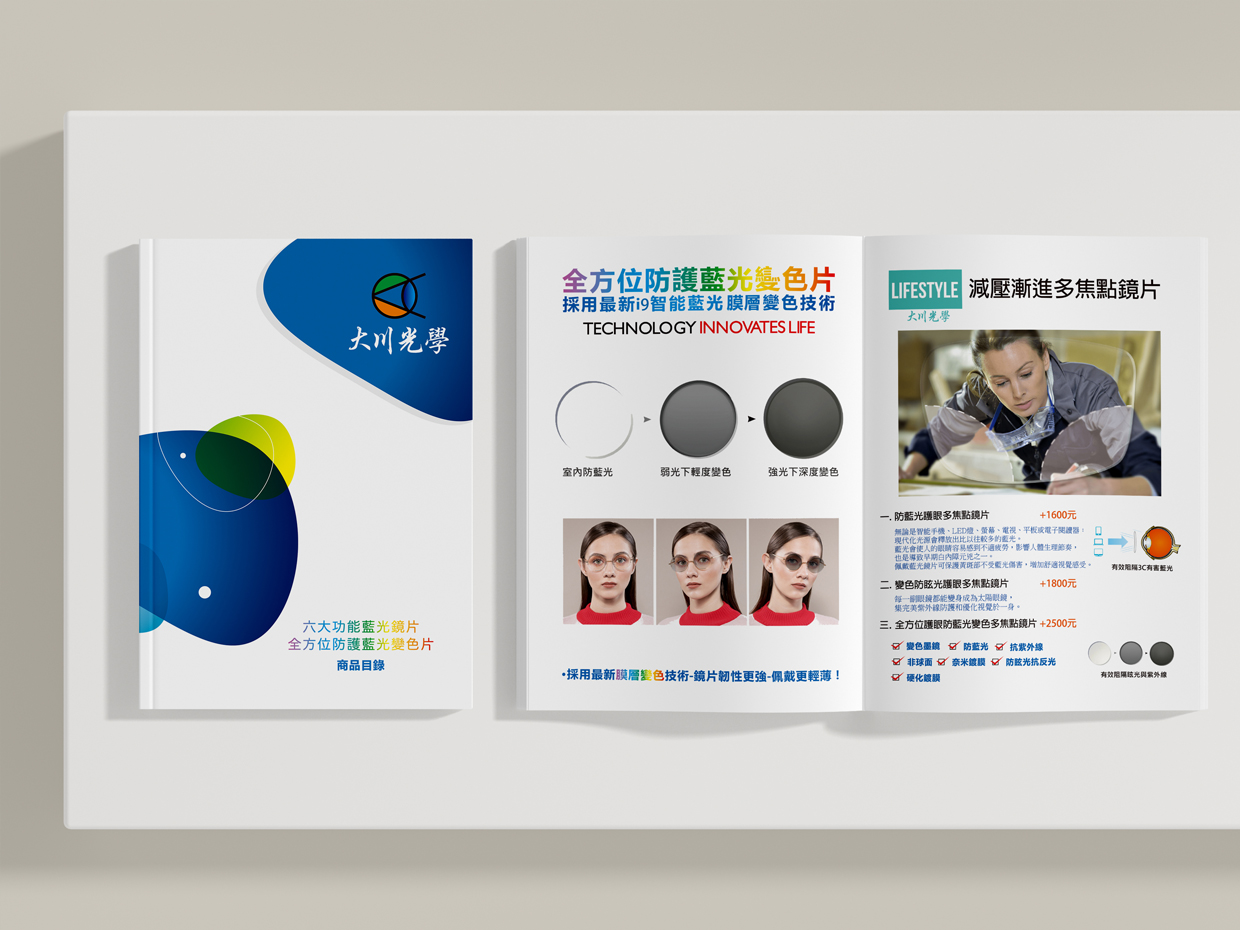 大川光學
六大功能藍光鏡片
全方位防護藍光變色片
商品目錄
全方位防護藍光變色片
採用最新i9智能藍光膜層變色技術
TECHNOLOGY INNOVATES LIFE
室內防藍光
弱光下輕度變色
強光下深度變色
•採用最新膜層變色技術-鏡片韌性更強-佩戴更輕薄！
LIFESTYLE
大川光學
減壓漸進多焦點鏡片
一. 防藍光護眼多焦點鏡片 +1600元
無論是智能手機、LED燈、螢幕、電視、平板或電子閱讀器，
現代化光源會釋放出比以往較多的藍光。
藍光會使人的眼睛容易感到不適疲勞，影響人體生理節奏，
也是導致早期白內障元兇之一。
佩戴藍光鏡片可保護黃斑部不受藍光傷害，增加舒適視覺感受。
有效阻隔3C有害藍光
二. 變色防眩光護眼多焦點鏡片 +1800元
每一副眼鏡都能變身成為太陽眼鏡，
集完美紫外線防護和優化視覺於一身。
三. 全方位護眼防藍光變色多焦點鏡片 +2500元
變色墨鏡 防藍光 抗紫外線
非球面 奈米鍍膜 防眩光抗反光
硬化鍍膜
有效阻隔眩光與紫外線